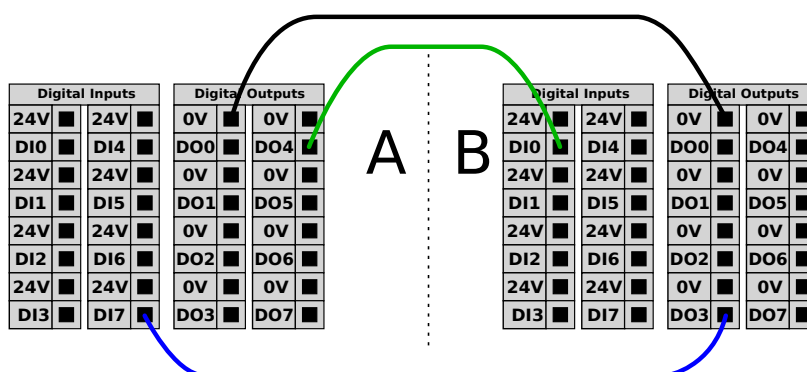 Digital Inputs Digital Outputs Digital Inputs Digital Outputs
24V 24V 0V 0V A B 24V 24V 0V 0V
DI0 DI4 DO0 DO4 DI0 DI4 DO0 DO4
24V 24V 0V 0V 24V 24V 0V 0V
DI1 DI5 DO1 DO5 DI1 DI5 DO1 DO5
24V 24V 0V 0V 24V 24V 0V 0V
DI2 DI6 DO2 DO6 DI2 DI6 DO2 DO6
24V 24V 0V 0V 24V 24V 0V 0V
DI3 DI7 DO3 DO7 DI3 DI7 DO3 DO7